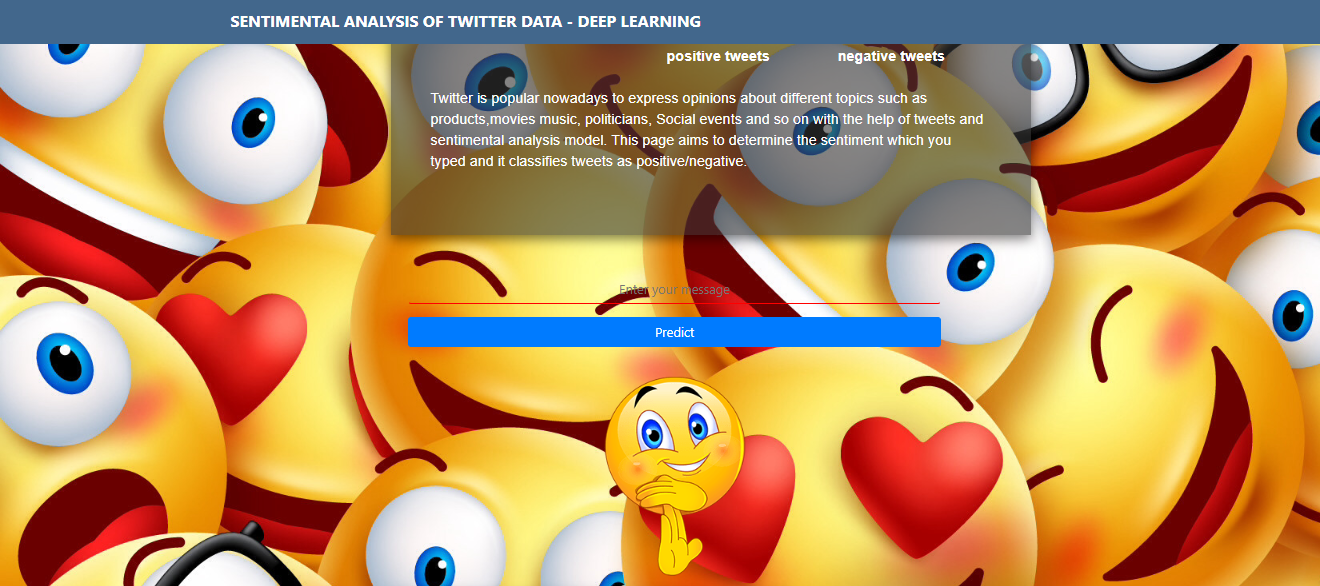 SENTIMENTAL ANALYSIS OF TWITTER DATA - DEEP LEARNING
positive tweets negative tweets
Twitter is popular nowadays to express opinions about different topics such as
products,movies music, politicians, Social events and so on with the help of tweets and
sentimental analysis model. This page aims to determine the sentiment which you
typed and it classifies tweets as positive/negative.
Enter your message
Predict